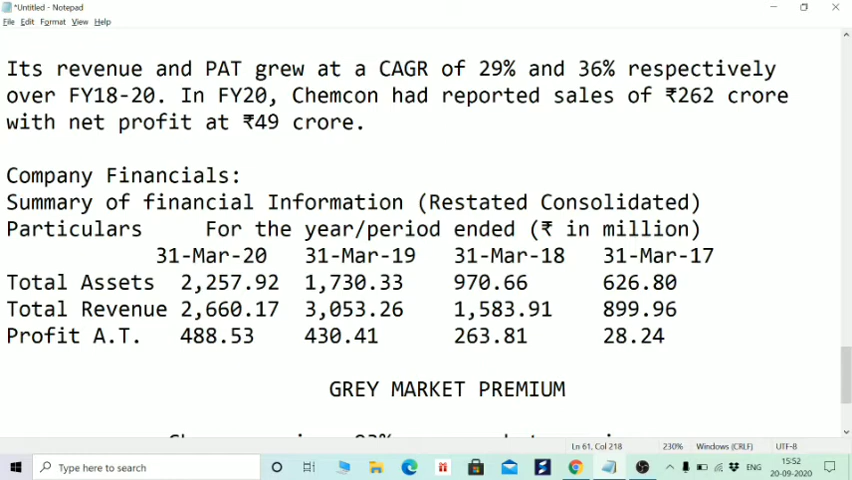 *Untitled - Notepad
File Edit Format View Help
Its revenue and PAT grew at a CAGR of 29% and 36% respectively
over FY18-20. In FY20, Chemcon had reported sales of ₹262 crore
with net profit at ₹49 crore.
Company Financials:
Summary of financial Information (Restated Consolidated)
Particulars For the year/period ended (₹ in million)
31-Mar-20 31-Mar-19 31-Mar-18 31-Mar-17
Total Assets 2,257.92 1,730.33 970.66 626.80
Total Revenue 2,660.17 3,053.26 1,583.91 899.96
Profit A.T. 488.53 430.41 263.81 28.24
GREY MARKET PREMIUM
Ln 61, Col 218 230% Windows (CRLF) UTF-8
Type here to search ENG 15:52
20-09-2020